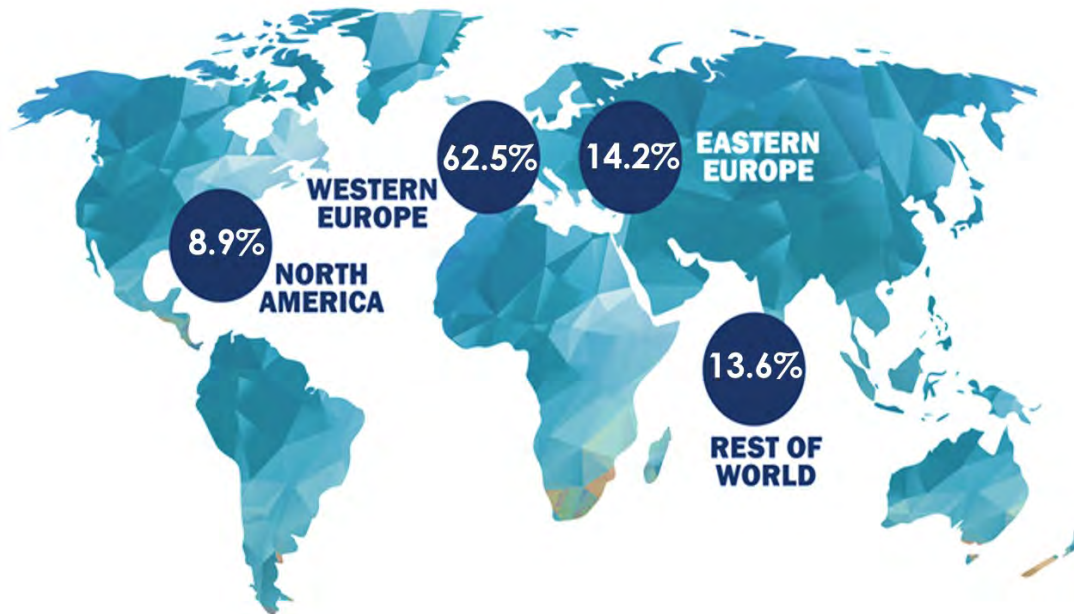 62.5%
WESTERN
EUROPE
14.2%
EASTERN
EUROPE
8.9%
NORTH
AMERICA
13.6%
REST OF
WORLD